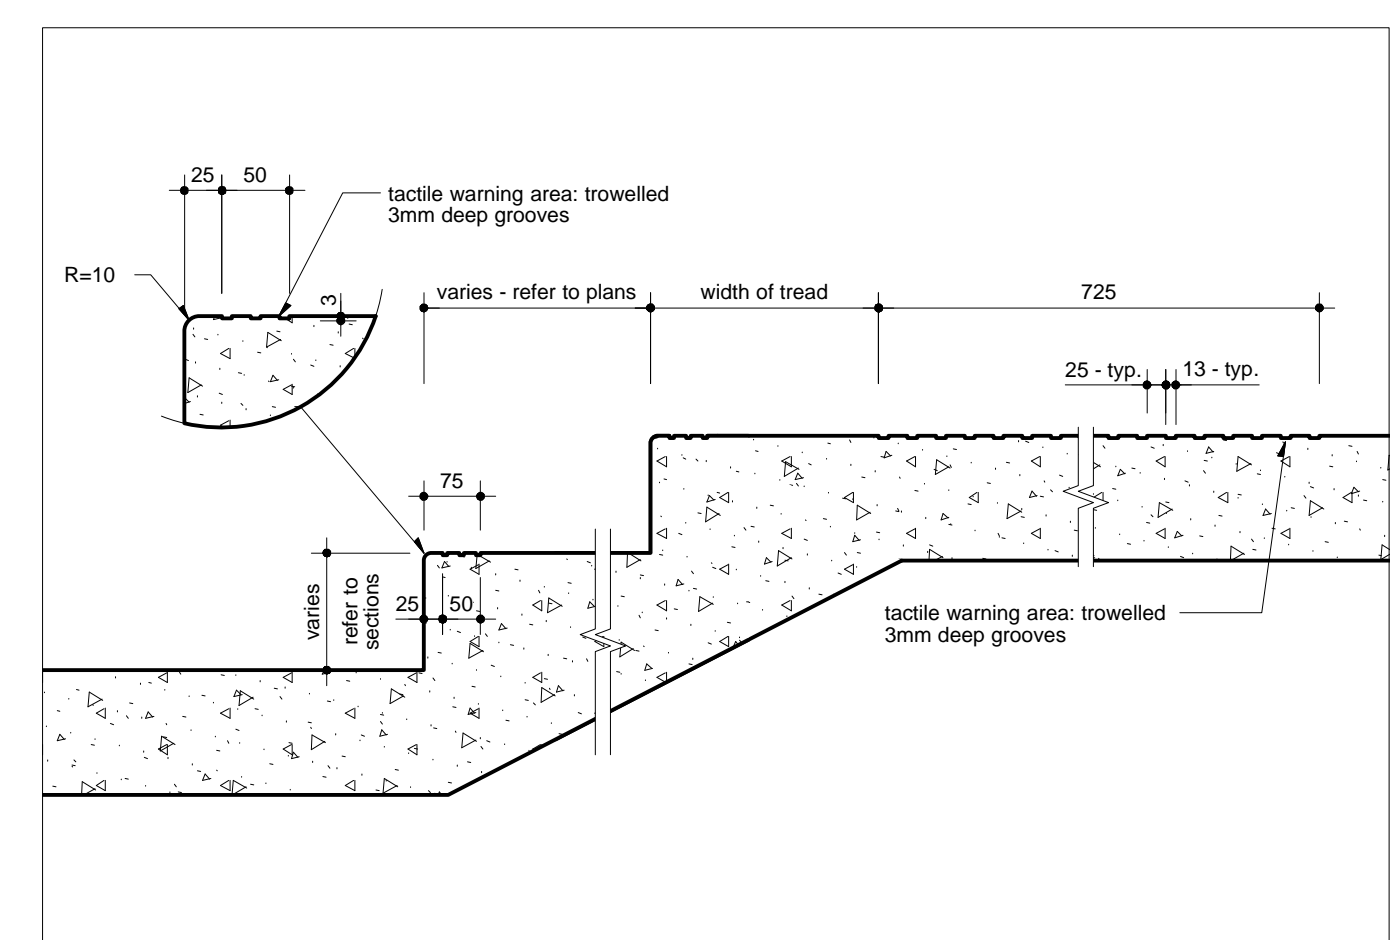 25
50
tactile warning area: trowelled
3mm deep grooves
R=10
3
varies - refer to plans
width of tread
725
25 - typ.
13 - typ.
75
varies
refer to
sections
25
50
tactile warning area: trowelled
3mm deep grooves